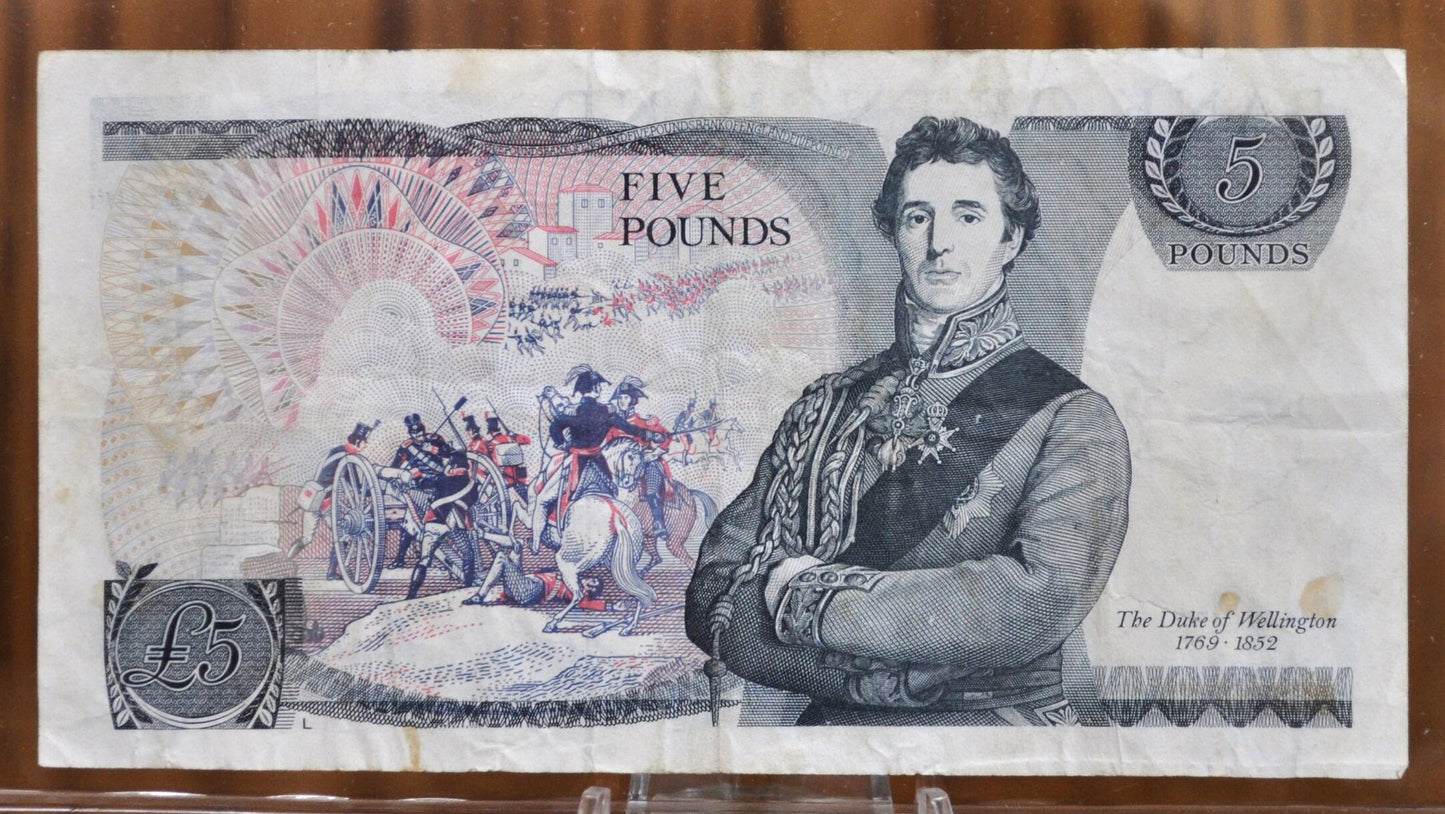 FIVE
POUNDS
5
POUNDS
£5
The Duke of Wellington
1769·1852
L